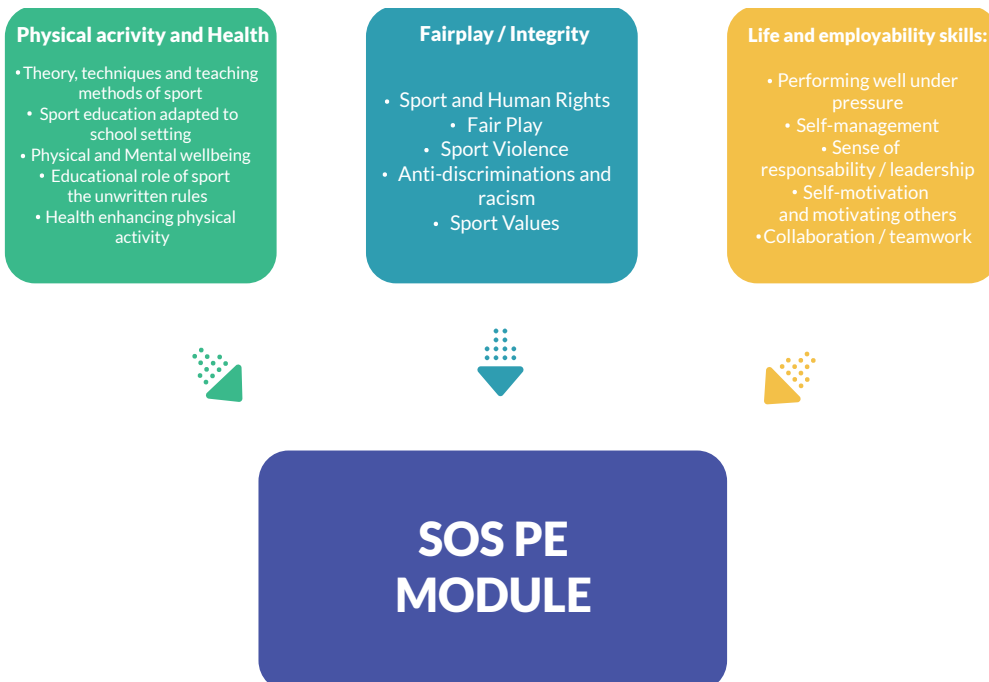 Physical acrivity and Health
• Theory, techniques and teaching
methods of sport
• Sport education adapted to
school setting
• Physical and Mental wellbeing
• Educational role of sport
the unwritten rules
• Health enhancing physical
activity
Fairplay / Integrity
• Sport and Human Rights
• Fair Play
• Sport Violence
• Anti-discriminations and
racism
• Sport Values
Life and employability skills:
• Performing well under
pressure
• Self-management
• Sense of
responsability / leadership
• Self-motivation
and motivating others
• Collaboration / teamwork
SOS PE
MODULE